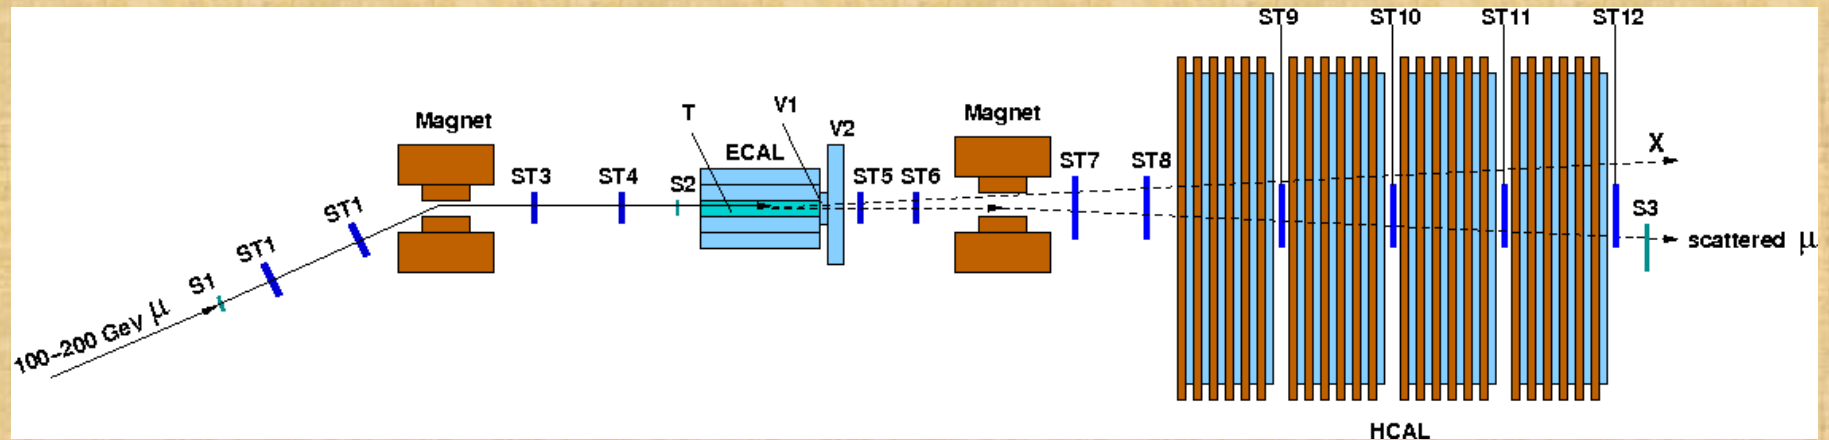 ST9
ST10
ST11
ST12
Magnet
T
V1
V2
Magnet
ECAL
X
ST3
ST4
S2
ST5
ST6
ST7
ST8
ST1
ST1
S1
S3
scattered μ
100-200 GeV μ
HCAL